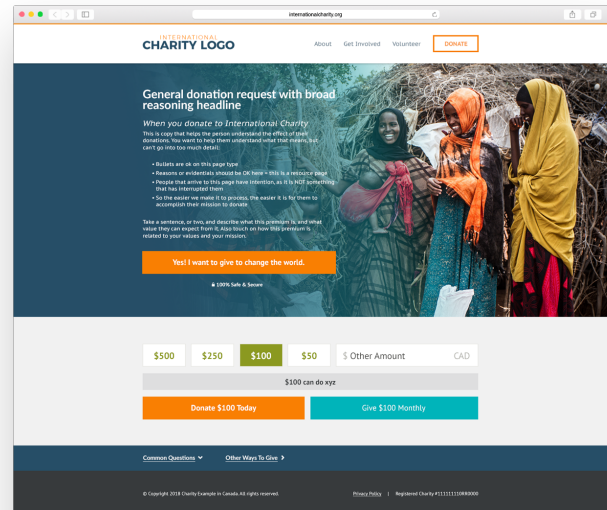 internationalcharity.org
INTERNATIONAL
CHARITY LOGO
About Get Involved Volunteer DONATE
General donation request with broad
reasoning headline
When you donate to International Charity
This is copy that helps the person understand the effect of their
donations. You want to help them understand what that means, but
can't go into too much detail:
• Bullets are ok on this page type
• Reasons or evidentials should be OK here - this is a resource page
• People that arrive to this page have intention, as it is NOT something
that has interrupted them
• So the easier we make it to process, the easier it is for them to
accomplish their mission to donate
Take a sentence, or two, and describe what this premium is, and what
value they can expect from it. Also touch on how this premium is
related to your values and your mission.
Yes! I want to give to change the world.
100% Safe & Secure
$500 $250 $100 $50 $ Other Amount CAD
$100 can do xyz
Donate $100 Today Give $100 Monthly
Common Questions Other Ways To Give
© Copyright 2018 Charity Example in Canada. All rights reserved. Privacy Policy | Registered Charity #111111119RR0000